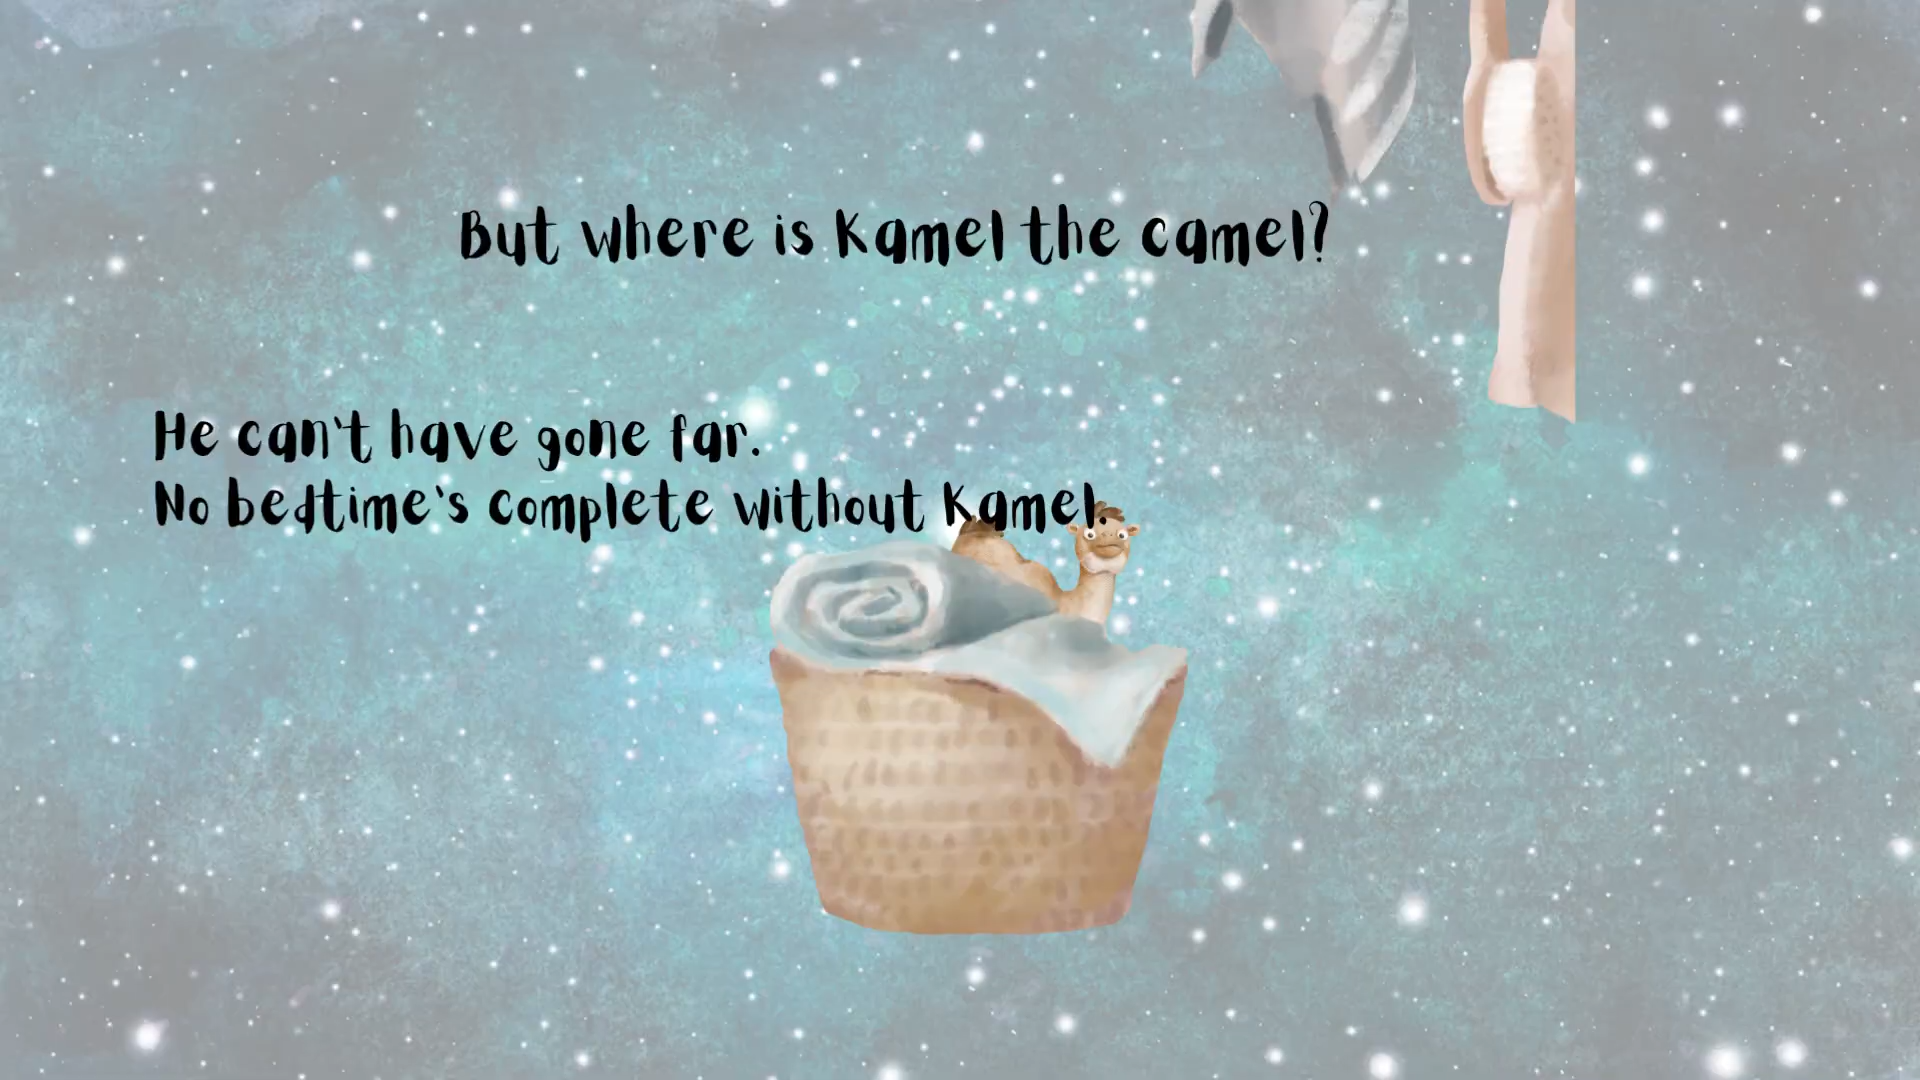 But where is Kamel the camel?
He can't have gone far.
No bedtime's complete without Kamel.